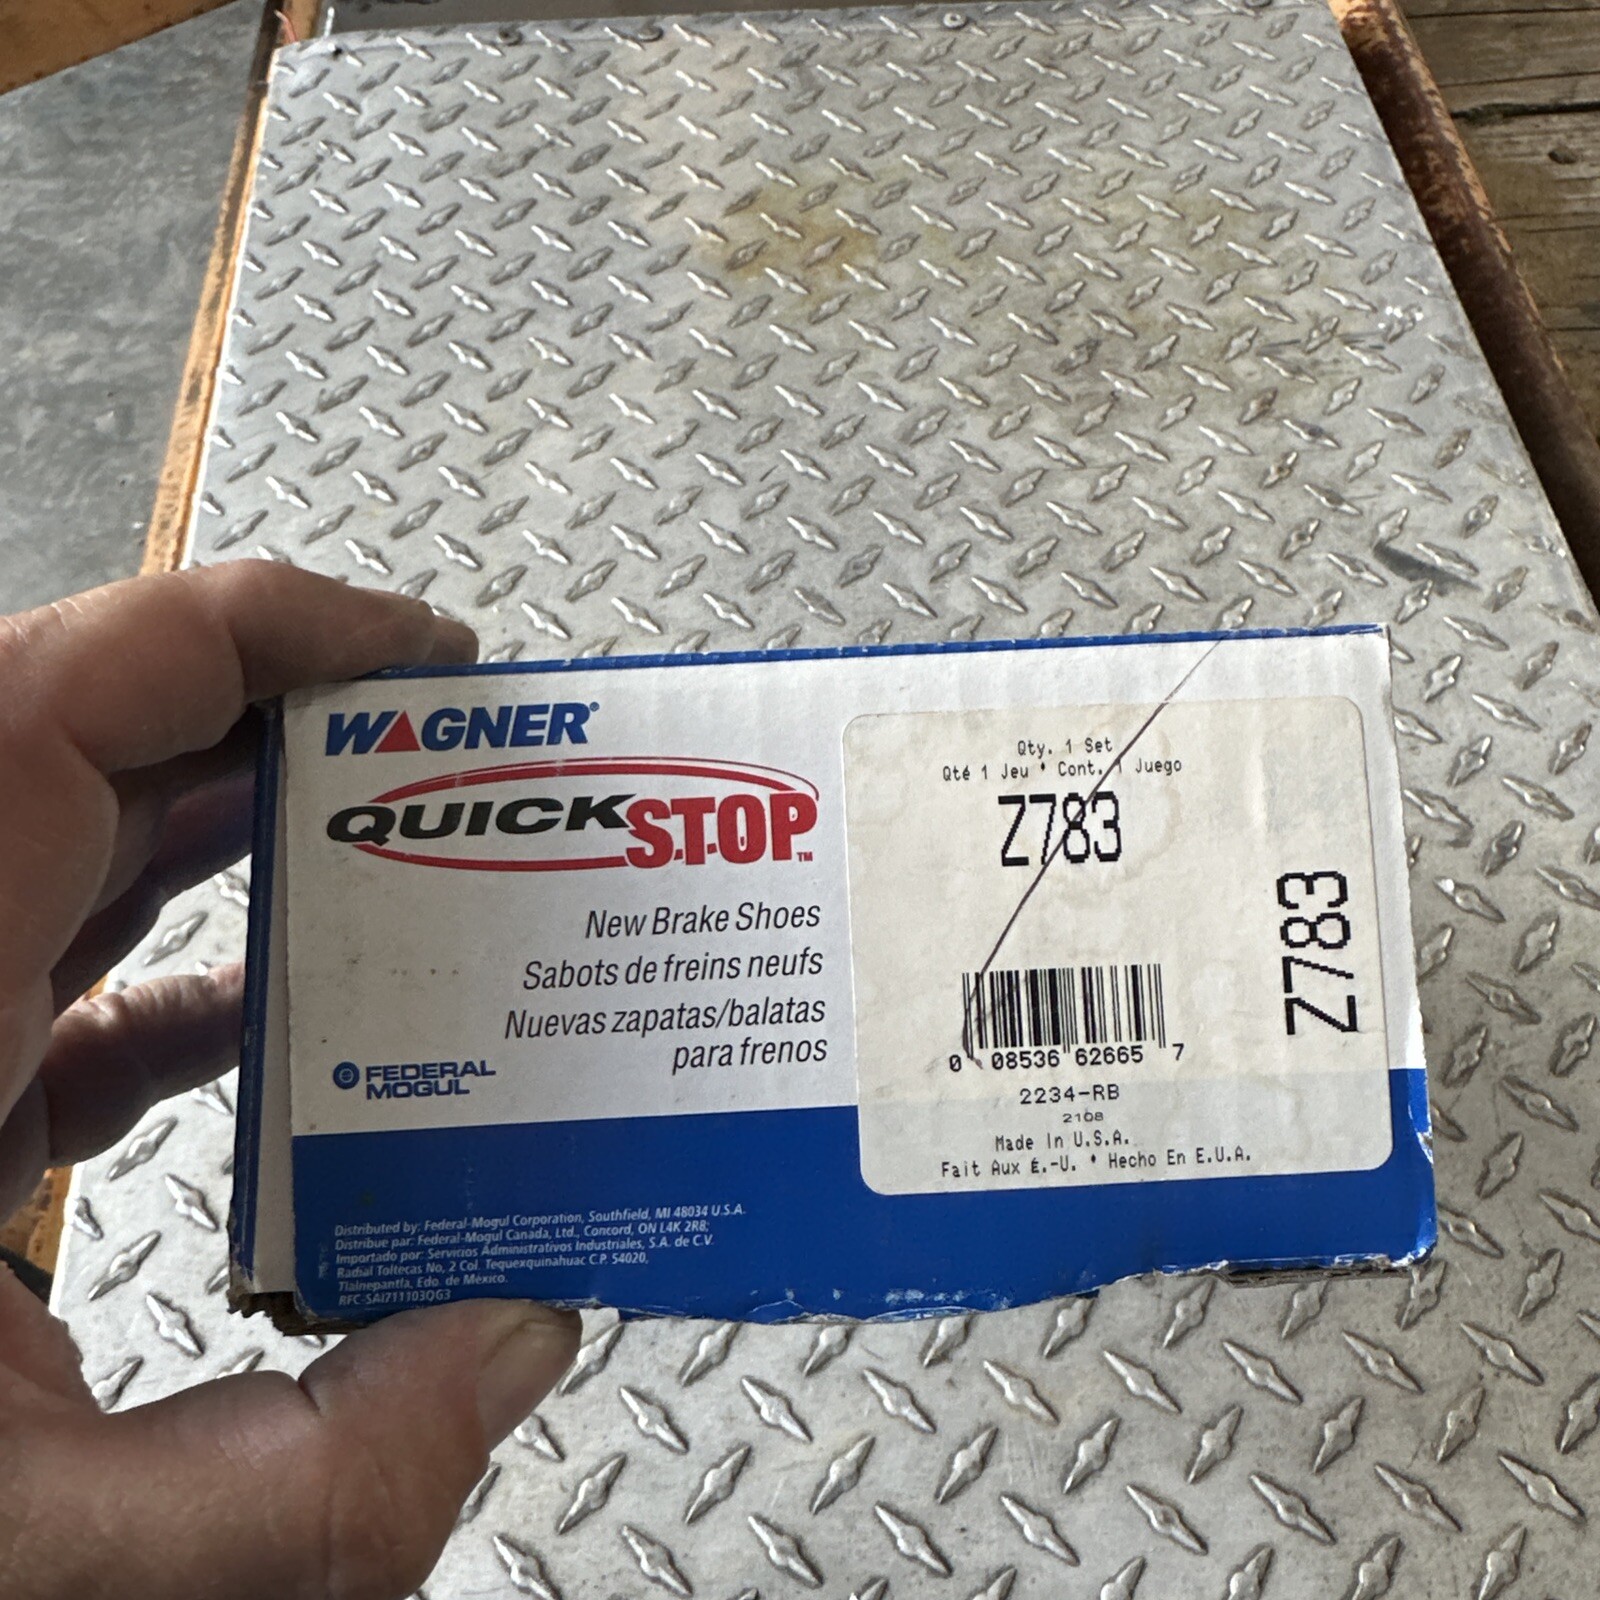 WAGNER®
QUICKSTOP™
New Brake Shoes
Sabots de freins neufs
Nuevas zapatas/balatas
para frenos
FEDERAL
MOGUL
Distributed by: Federal-Mogul Corporation, Southfield, MI 48034 U.S.A.
Distribue par: Federal-Mogul Canada, Ltd., Concord, ON L4K 2R8;
Importado por: Servicios Administrativos Industriales, S.A. de C.V.
Radial Toltecas No, 2 Col. Tequexquinahuac C.P. 54020,
Tlalnepantla, Edo. de México.
RFC-SAI711103QG3
Qty. 1 Set
Qté 1 Jeu * Cont. 1 Juego
Z783
0 08536 62665 7
2234-RB
2108
Made In U.S.A.
Fait Aux É.-U. * Hecho En E.U.A.
Z783